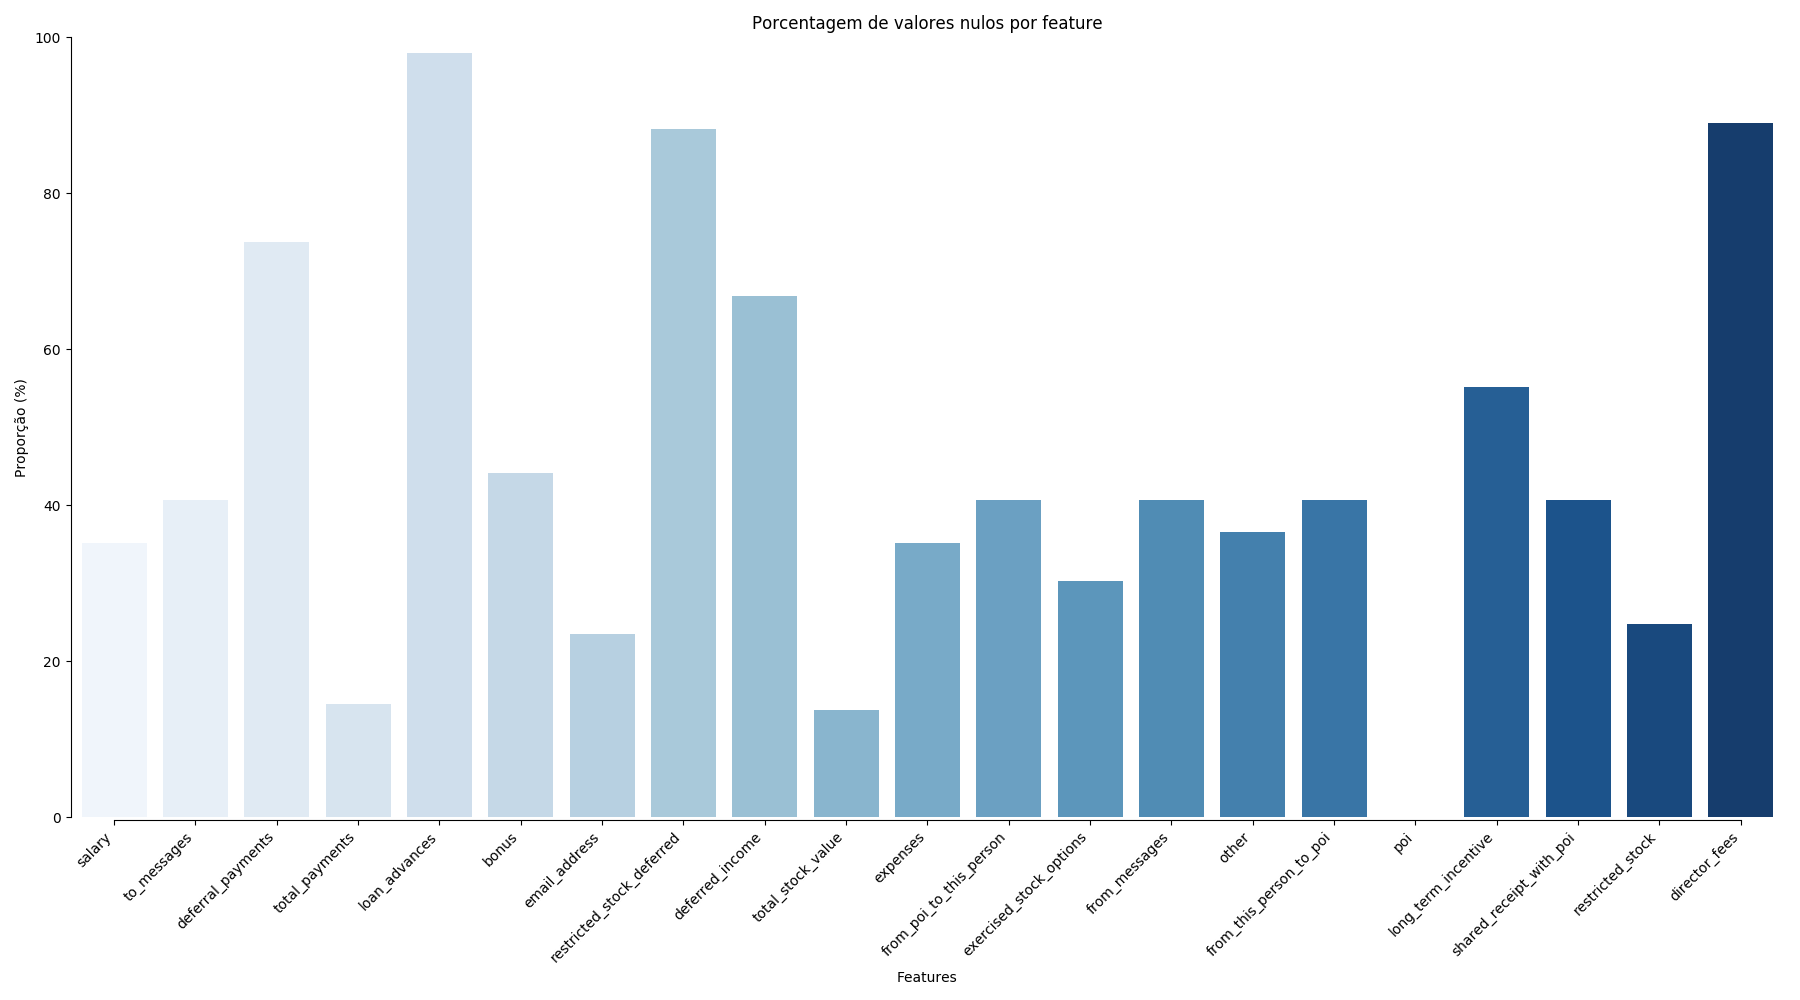 Porcentagem de valores nulos por feature
100
80
60
40
20
0
Proporção (%)
salary
to_messages
deferral_payments
total_payments
loan_advances
bonus
email_address
restricted_stock_deferred
deferred_income
total_stock_value
expenses
from_poi_to_this_person
exercised_stock_options
from_messages
other
from_this_person_to_poi
poi
long_term_incentive
shared_receipt_with_poi
restricted_stock
director_fees
Features